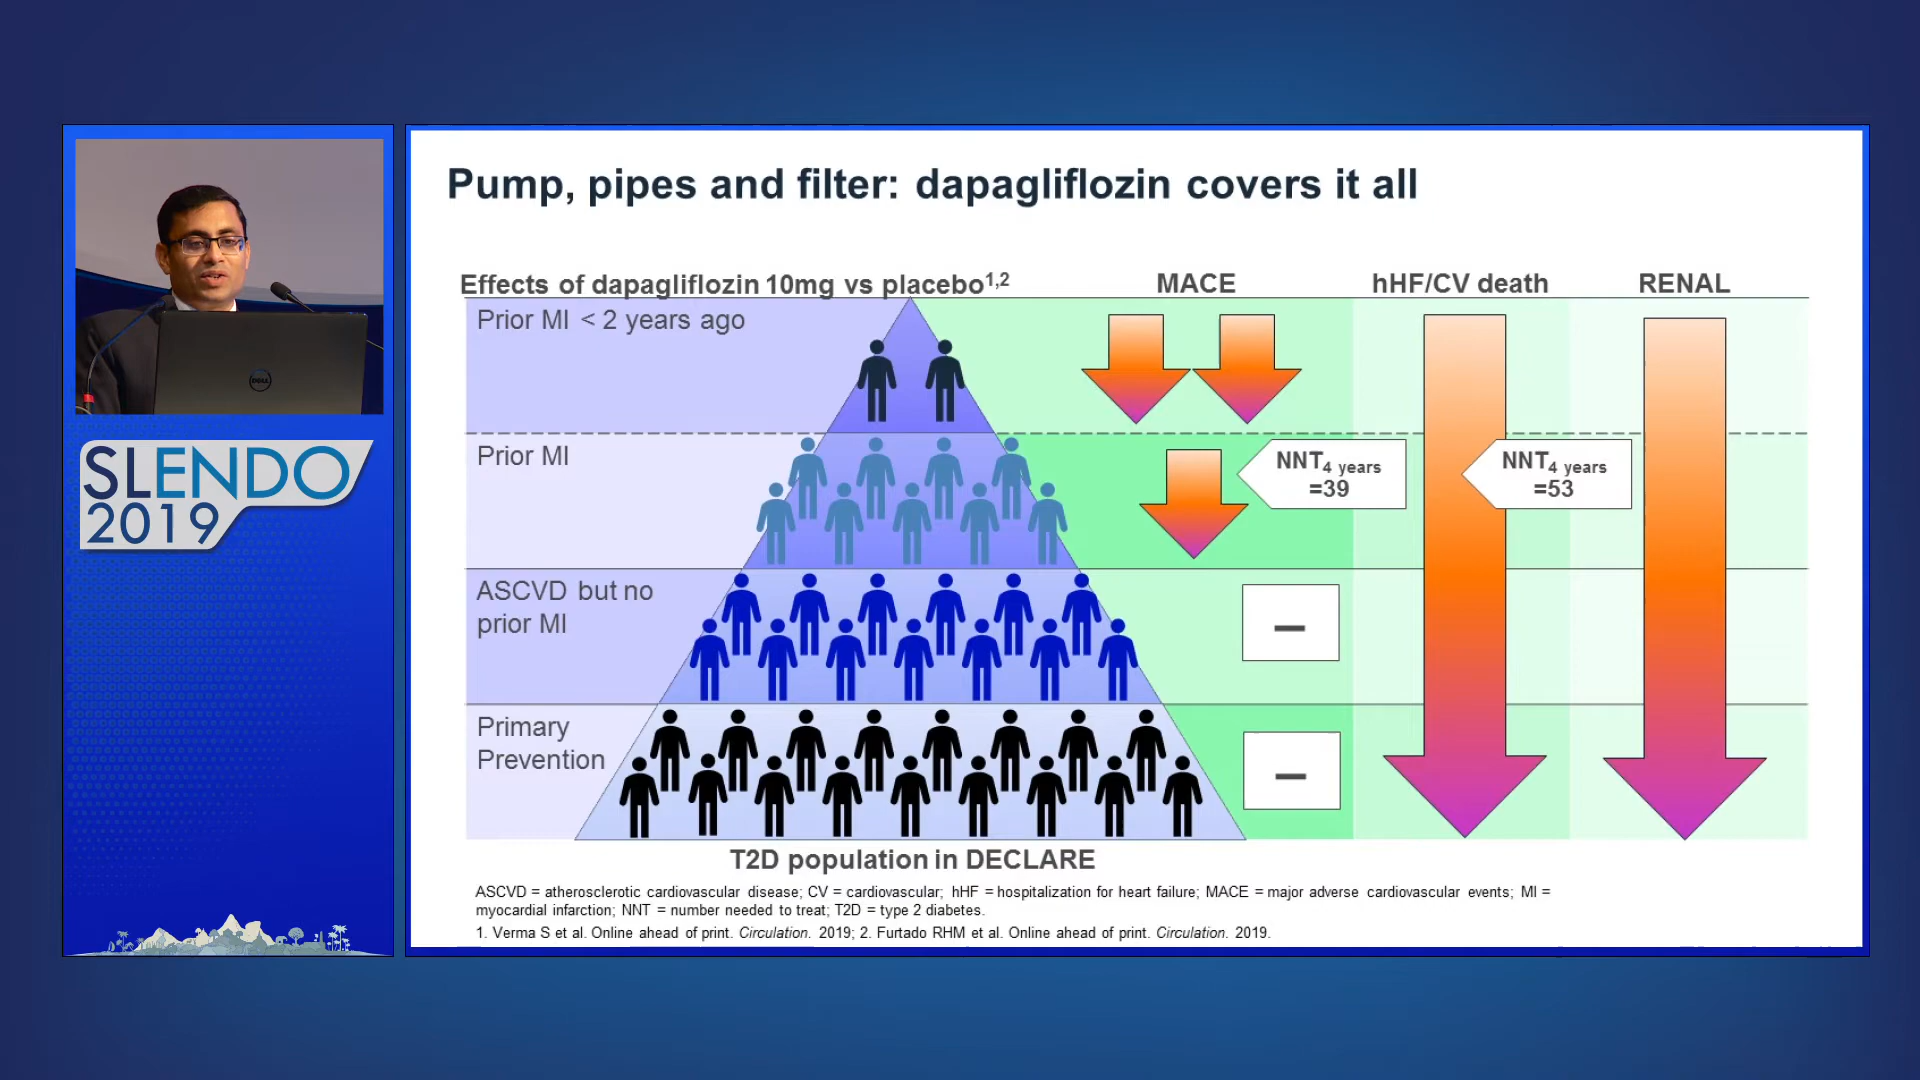 Pump, pipes and filter: dapagliflozin covers it all
Effects of dapagliflozin 10mg vs placebo1,2
MACE
hHF/CV death
RENAL
Prior MI < 2 years ago
Prior MI
NNT4 years
=39
NNT4 years
=53
ASCVD but no
prior MI
–
Primary
Prevention
–
T2D population in DECLARE
ASCVD = atherosclerotic cardiovascular disease; CV = cardiovascular; hHF = hospitalization for heart failure; MACE = major adverse cardiovascular events; MI =
myocardial infarction; NNT = number needed to treat; T2D = type 2 diabetes.
1. Verma S et al. Online ahead of print. Circulation. 2019; 2. Furtado RHM et al. Online ahead of print. Circulation. 2019.
DELL
SLENDO
2019